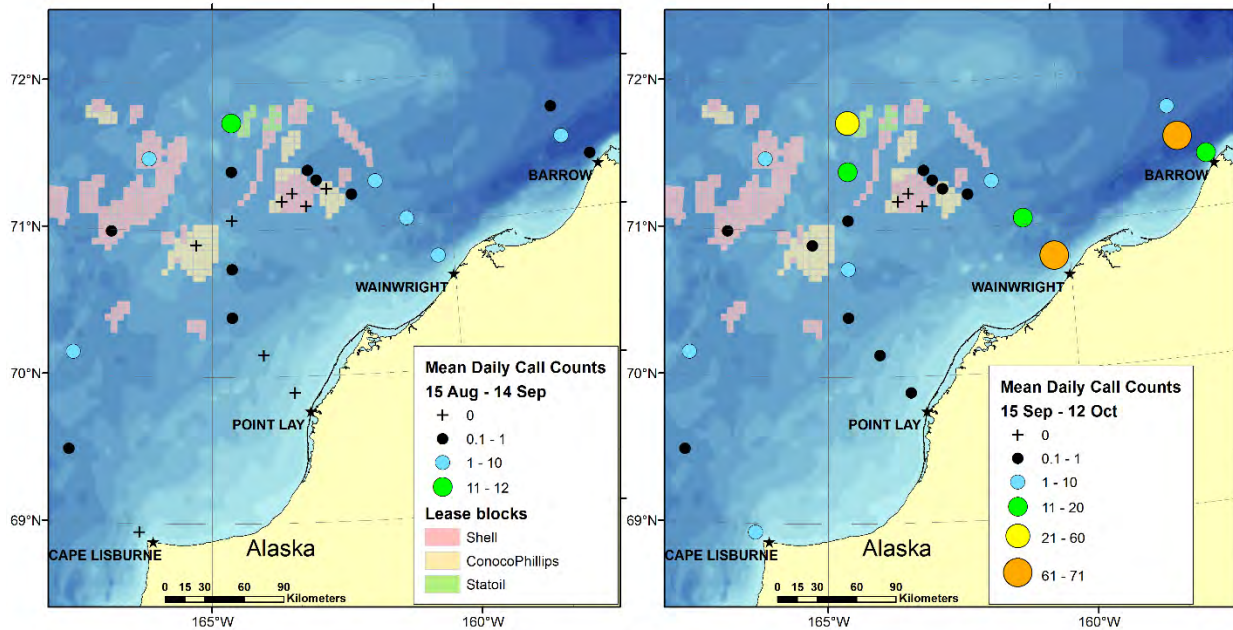 72°N
71°N
70°N
69°N
BARROW
WAINWRIGHT
POINT LAY
CAPE LISBURNE
Alaska
Mean Daily Call Counts
15 Aug - 14 Sep
0
0.1 - 1
1 - 10
11 - 12
Lease blocks
Shell
ConocoPhillips
Statoil
0 15 30 60 90
Kilometers
165°W
160°W
72°N
71°N
70°N
69°N
BARROW
WAINWRIGHT
POINT LAY
CAPE LISBURNE
Alaska
Mean Daily Call Counts
15 Sep - 12 Oct
0
0.1 - 1
1 - 10
11 - 20
21 - 60
61 - 71
0 15 30 60 90
Kilometers
165°W
160°W